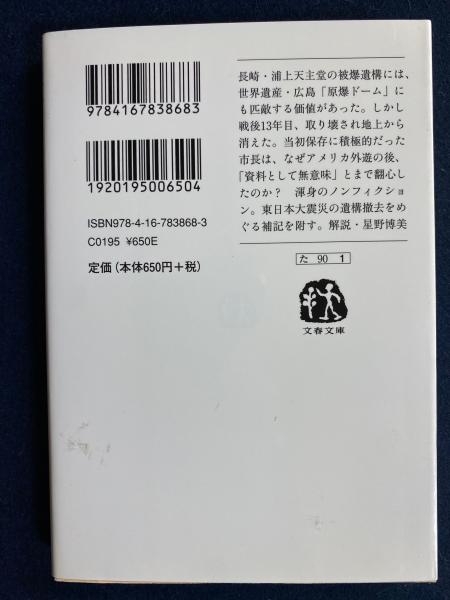 9784167838683
1920195006504
ISBN978-4-16-783868-3
C0195 ¥650E
定価(本体650円+税)
長崎・浦上天主堂の被爆遺構には、
世界遺産・広島「原爆ドーム」に
も匹敵する価値があった。しかし
戦後13年目、取り壊され地上から
消えた。当初保存に積極的だった
市長は、なぜアメリカ外遊の後、
「資料として無意味」とまで翻心し
たのか? 渾身のノンフィクショ
ン。東日本大震災の遺構撤去をめ
ぐる補記を附す。解説・星野博美
た 90 1
文春文庫